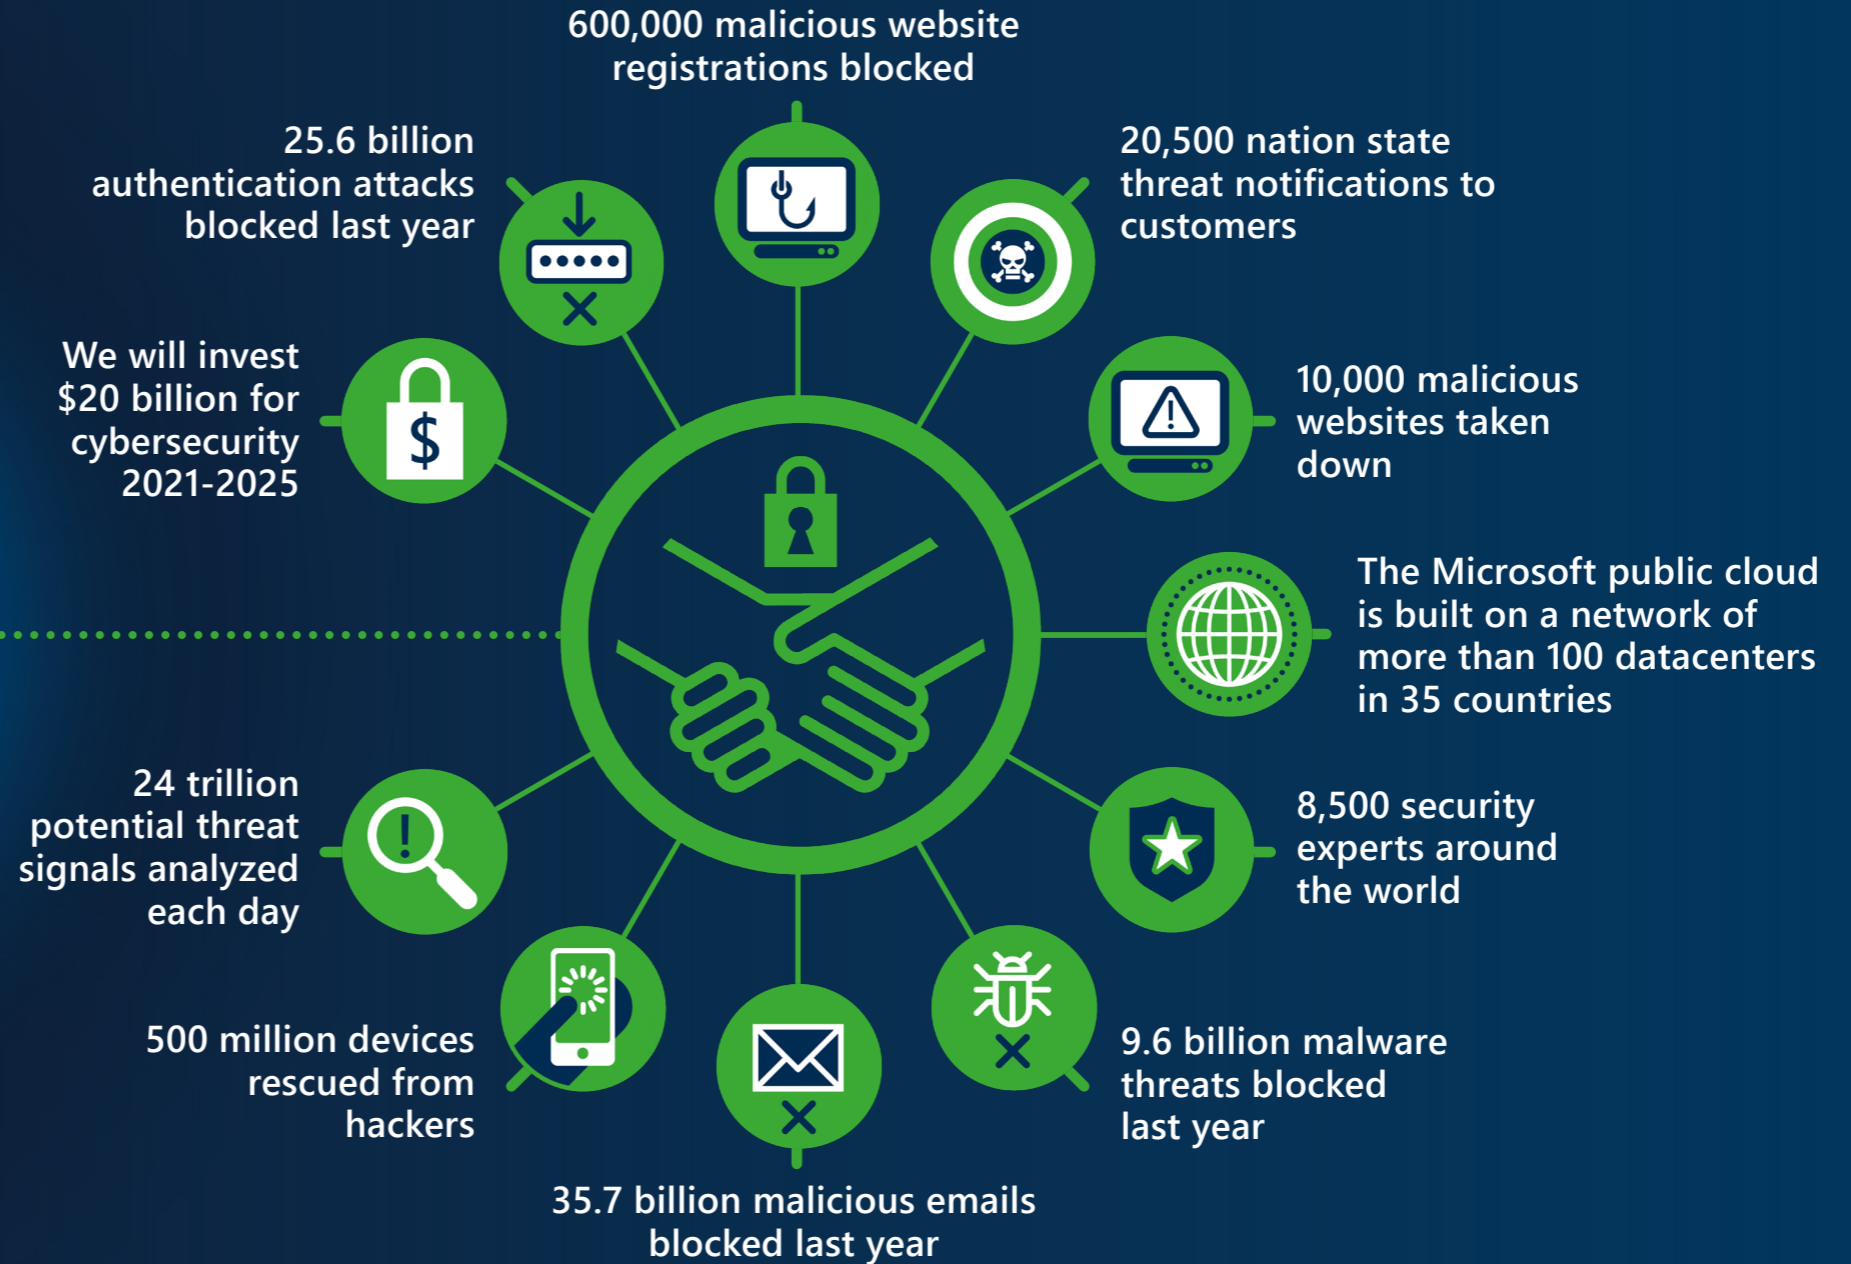 600,000 malicious website
registrations blocked
25.6 billion
authentication attacks
blocked last year
20,500 nation state
threat notifications to
customers
We will invest
$20 billion for
cybersecurity
2021-2025
$
10,000 malicious
websites taken
down
The Microsoft public cloud
is built on a network of
more than 100 datacenters
in 35 countries
24 trillion
potential threat
signals analyzed
each day
8,500 security
experts around
the world
500 million devices
rescued from
hackers
9.6 billion malware
threats blocked
last year
35.7 billion malicious emails
blocked last year